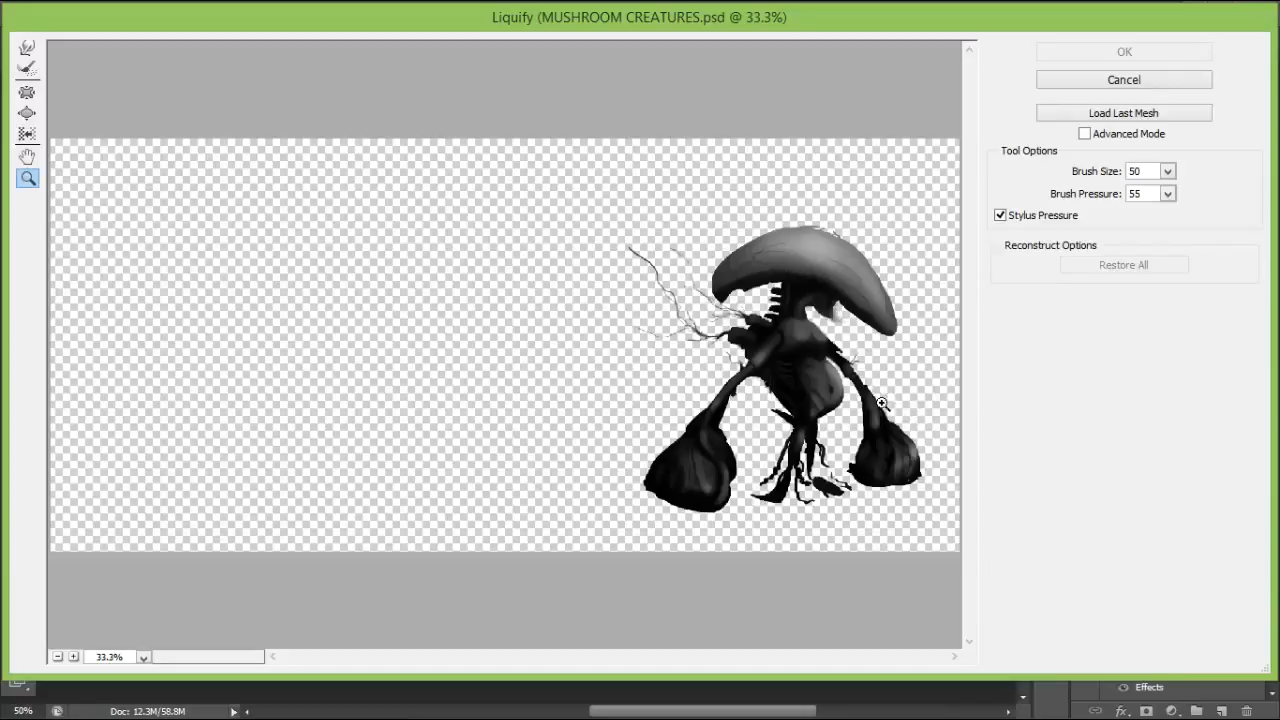 Liquify (MUSHROOM CREATURES.psd @ 33.3%)
OK
Cancel
Load Last Mesh
Advanced Mode
Tool Options
Brush Size: 50
Brush Pressure: 55
Stylus Pressure
Reconstruct Options
Restore All
33.3%
Effects
50%
Doc: 12.3M/58.8M
fx